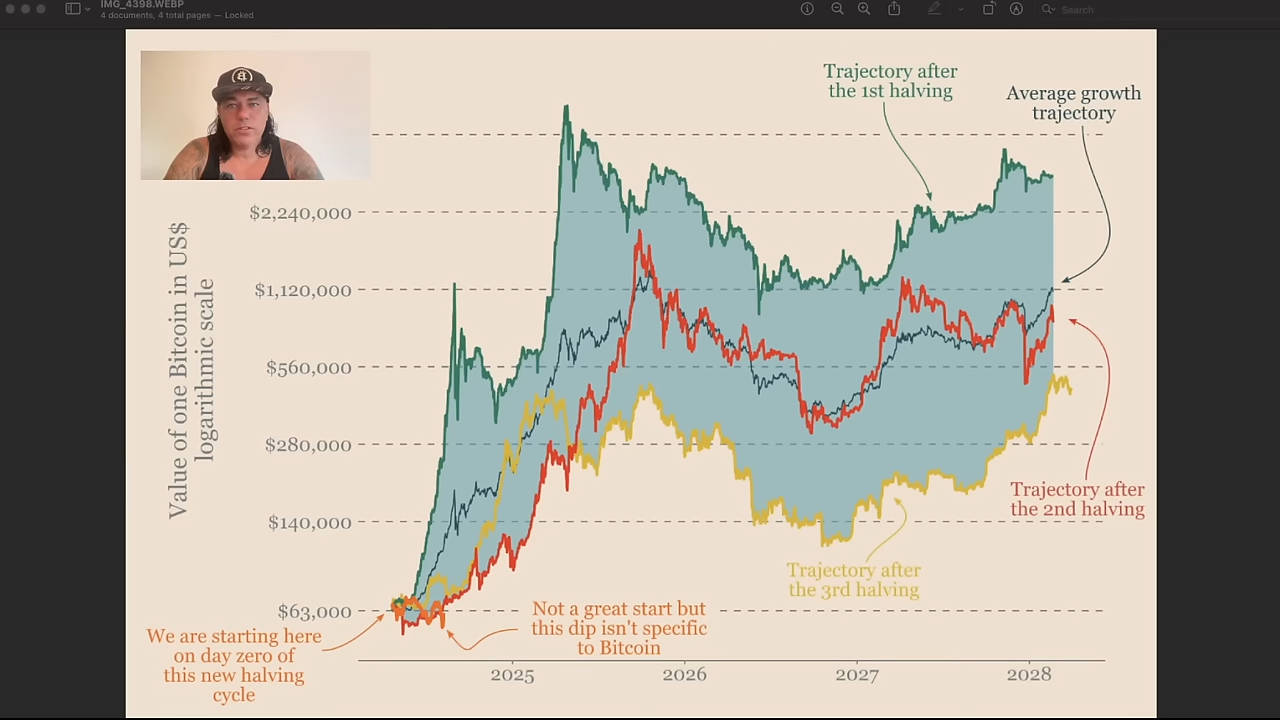 IMG_4398.WEBP
4 documents, 4 total pages — Locked
Search
Trajectory after
the 1st halving
Average growth
trajectory
$2,240,000
$1,120,000
$560,000
$280,000
$140,000
$63,000
Value of one Bitcoin in US$
logarithmic scale
Trajectory after
the 2nd halving
Trajectory after
the 3rd halving
Not a great start but
this dip isn't specific
to Bitcoin
We are starting here
on day zero of
this new halving
cycle
2025
2026
2027
2028